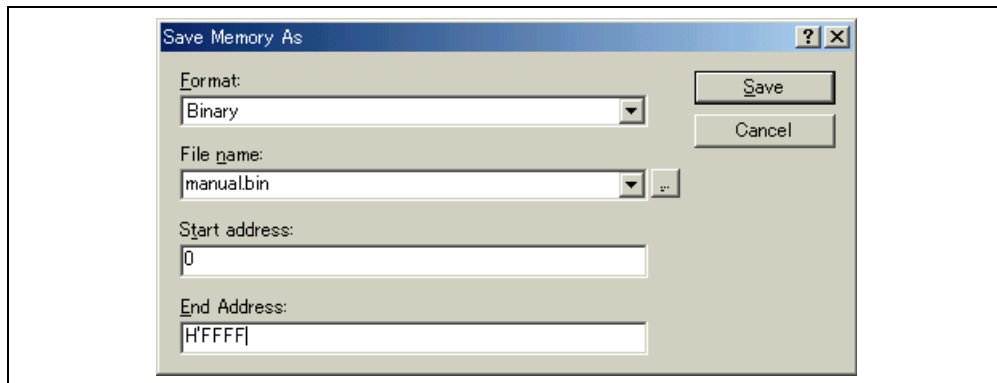 Save Memory As
Format:
Save
Binary
Cancel
File name:
manual.bin
...
Start address:
0
End Address:
H'FFFF